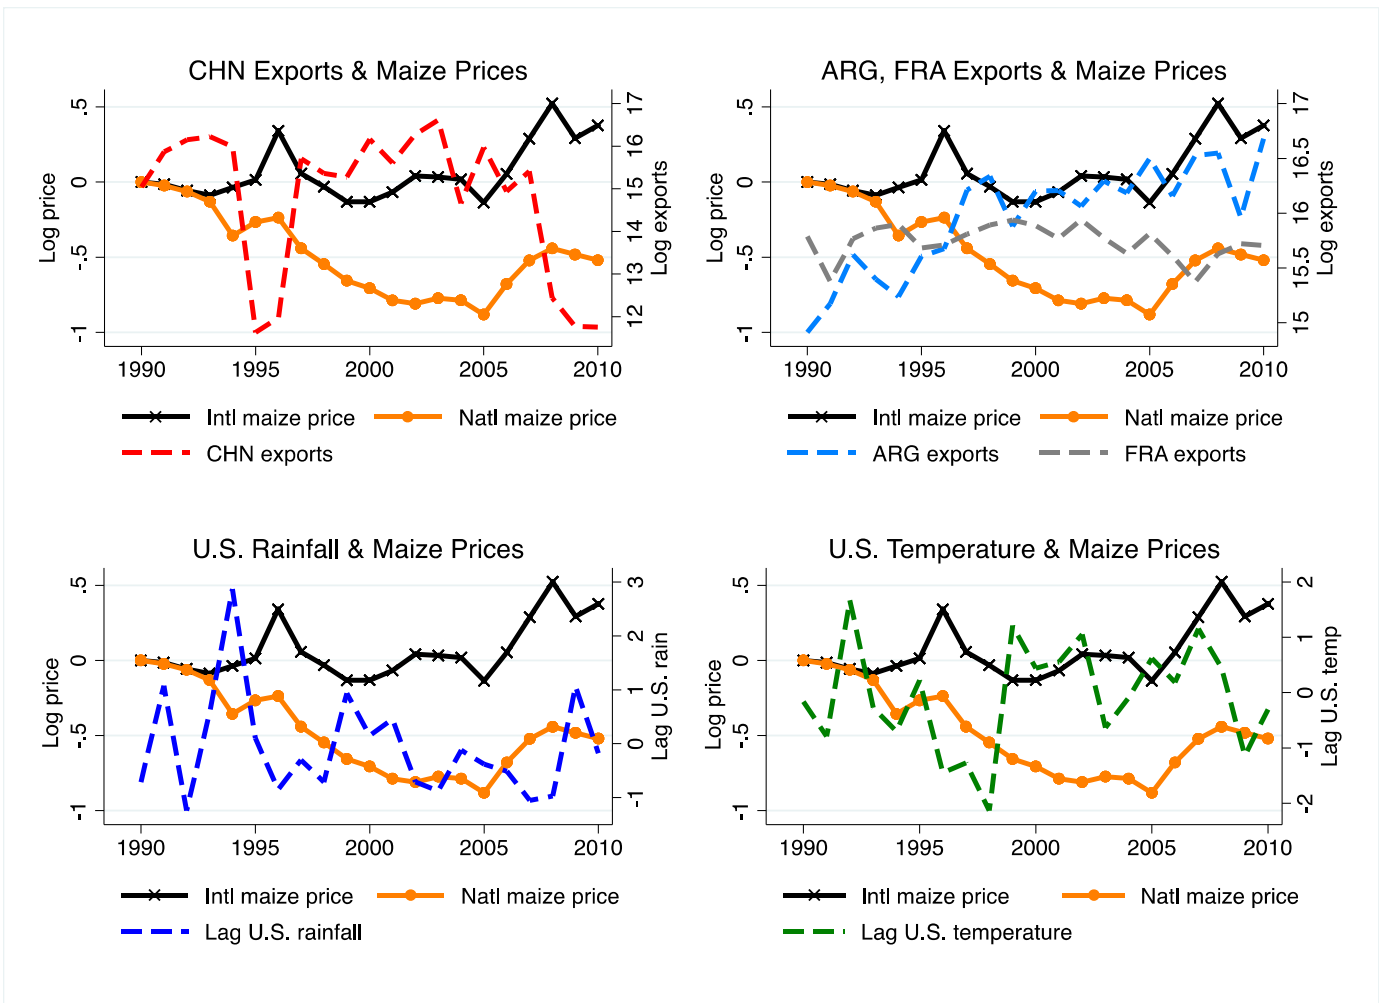 CHN Exports & Maize Prices
Log price
.5
0
-.5
-1
17
16
15
14
13
12
Log exports
1990 1995 2000 2005 2010
Intl maize price Natl maize price
CHN exports
ARG, FRA Exports & Maize Prices
Log price
.5
0
-.5
-1
17
16.5
16
15.5
15
Log exports
1990 1995 2000 2005 2010
Intl maize price Natl maize price
ARG exports FRA exports
U.S. Rainfall & Maize Prices
Log price
.5
0
-.5
-1
3
2
1
0
-1
Lag U.S. rain
1990 1995 2000 2005 2010
Intl maize price Natl maize price
Lag U.S. rainfall
U.S. Temperature & Maize Prices
Log price
.5
0
-.5
-1
2
1
0
-1
-2
Lag U.S. temp
1990 1995 2000 2005 2010
Intl maize price Natl maize price
Lag U.S. temperature